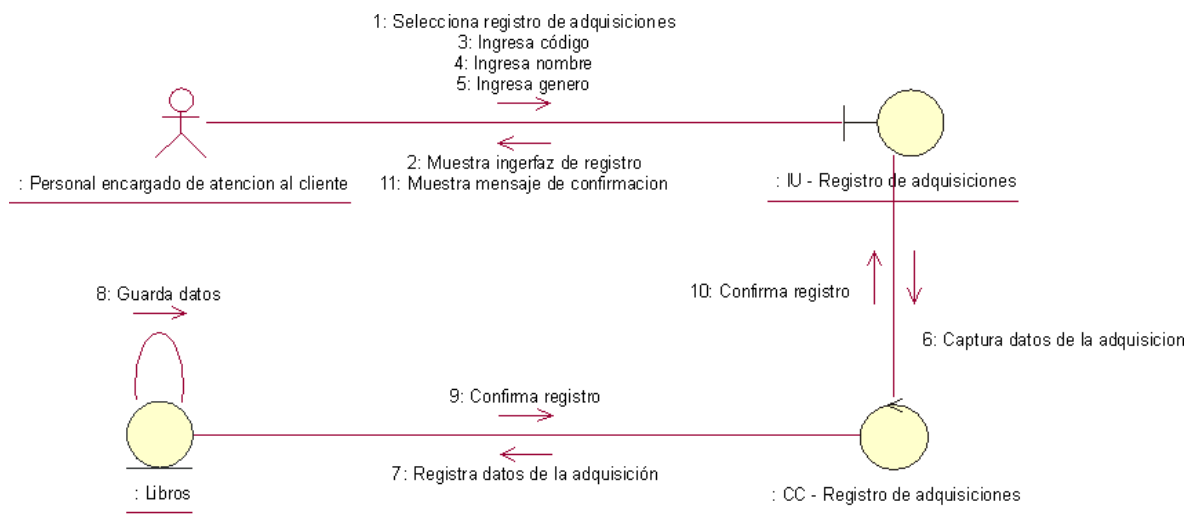 1: Selecciona registro de adquisiciones
3: Ingresa código
4: Ingresa nombre
5: Ingresa genero
2: Muestra ingerfaz de registro
11: Muestra mensaje de confirmacion
: Personal encargado de atencion al cliente
: IU - Registro de adquisiciones
8: Guarda datos
10: Confirma registro
6: Captura datos de la adquisicion
9: Confirma registro
7: Registra datos de la adquisición
: Libros
: CC - Registro de adquisiciones